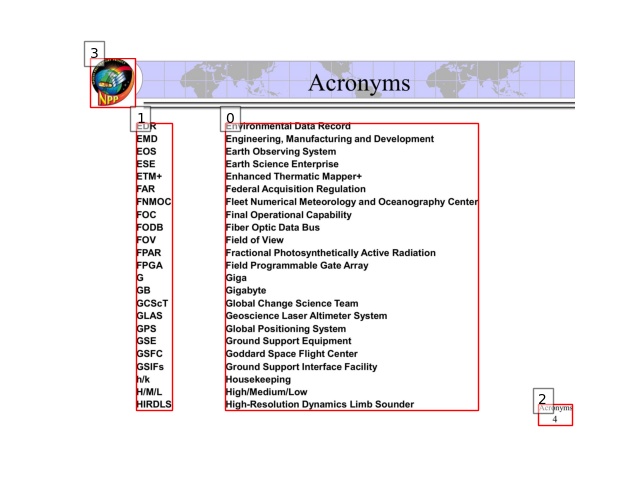 3
NPP
Acronyms
1
0
EDR Environmental Data Record
EMD Engineering, Manufacturing and Development
EOS Earth Observing System
ESE Earth Science Enterprise
ETM+ Enhanced Thematic Mapper+
FAR Federal Acquisition Regulation
FNMOC Fleet Numerical Meteorology and Oceanography Center
FOC Final Operational Capability
FODB Fiber Optic Data Bus
FOV Field of View
FPAR Fractional Photosynthetically Active Radiation
FPGA Field Programmable Gate Array
G Giga
GB Gigabyte
GCScT Global Change Science Team
GLAS Geoscience Laser Altimeter System
GPS Global Positioning System
GSE Ground Support Equipment
GSFC Goddard Space Flight Center
GSIFs Ground Support Interface Facility
h/k Housekeeping
H/M/L High/Medium/Low
HIRDLS High-Resolution Dynamics Limb Sounder
2
Acronyms
4